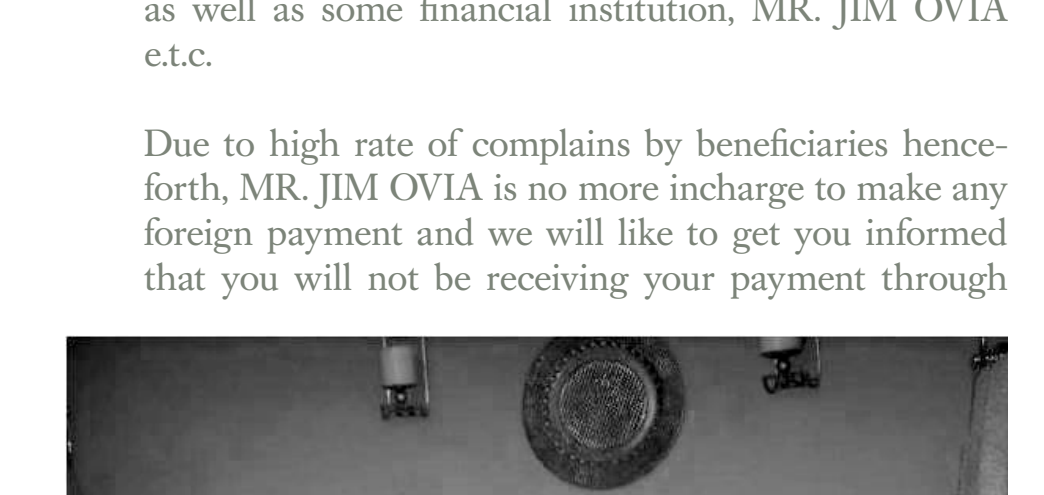 as well as some financial institution, MR. JIM OVIA
e.t.c.
Due to high rate of complains by beneficiaries hence-
forth, MR. JIM OVIA is no more incharge to make any
foreign payment and we will like to get you informed
that you will not be receiving your payment through